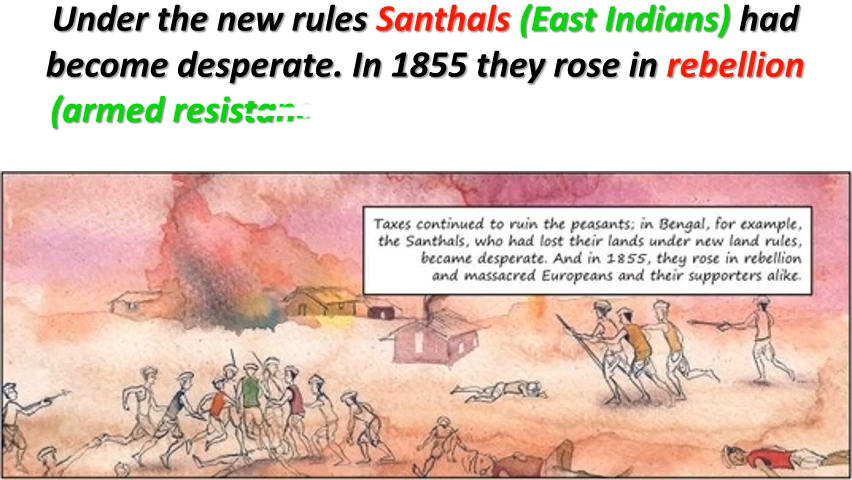 Under the new rules Santhals (East Indians) had
become desperate. In 1855 they rose in rebellion
(armed
Taxes continued to ruin the peasants; in Bengal, for example,
the Santhals, who had lost their lands under new land rules,
became desperate. And in 1855, they rose in rebellion
and massacred Europeans and their supporters alike.